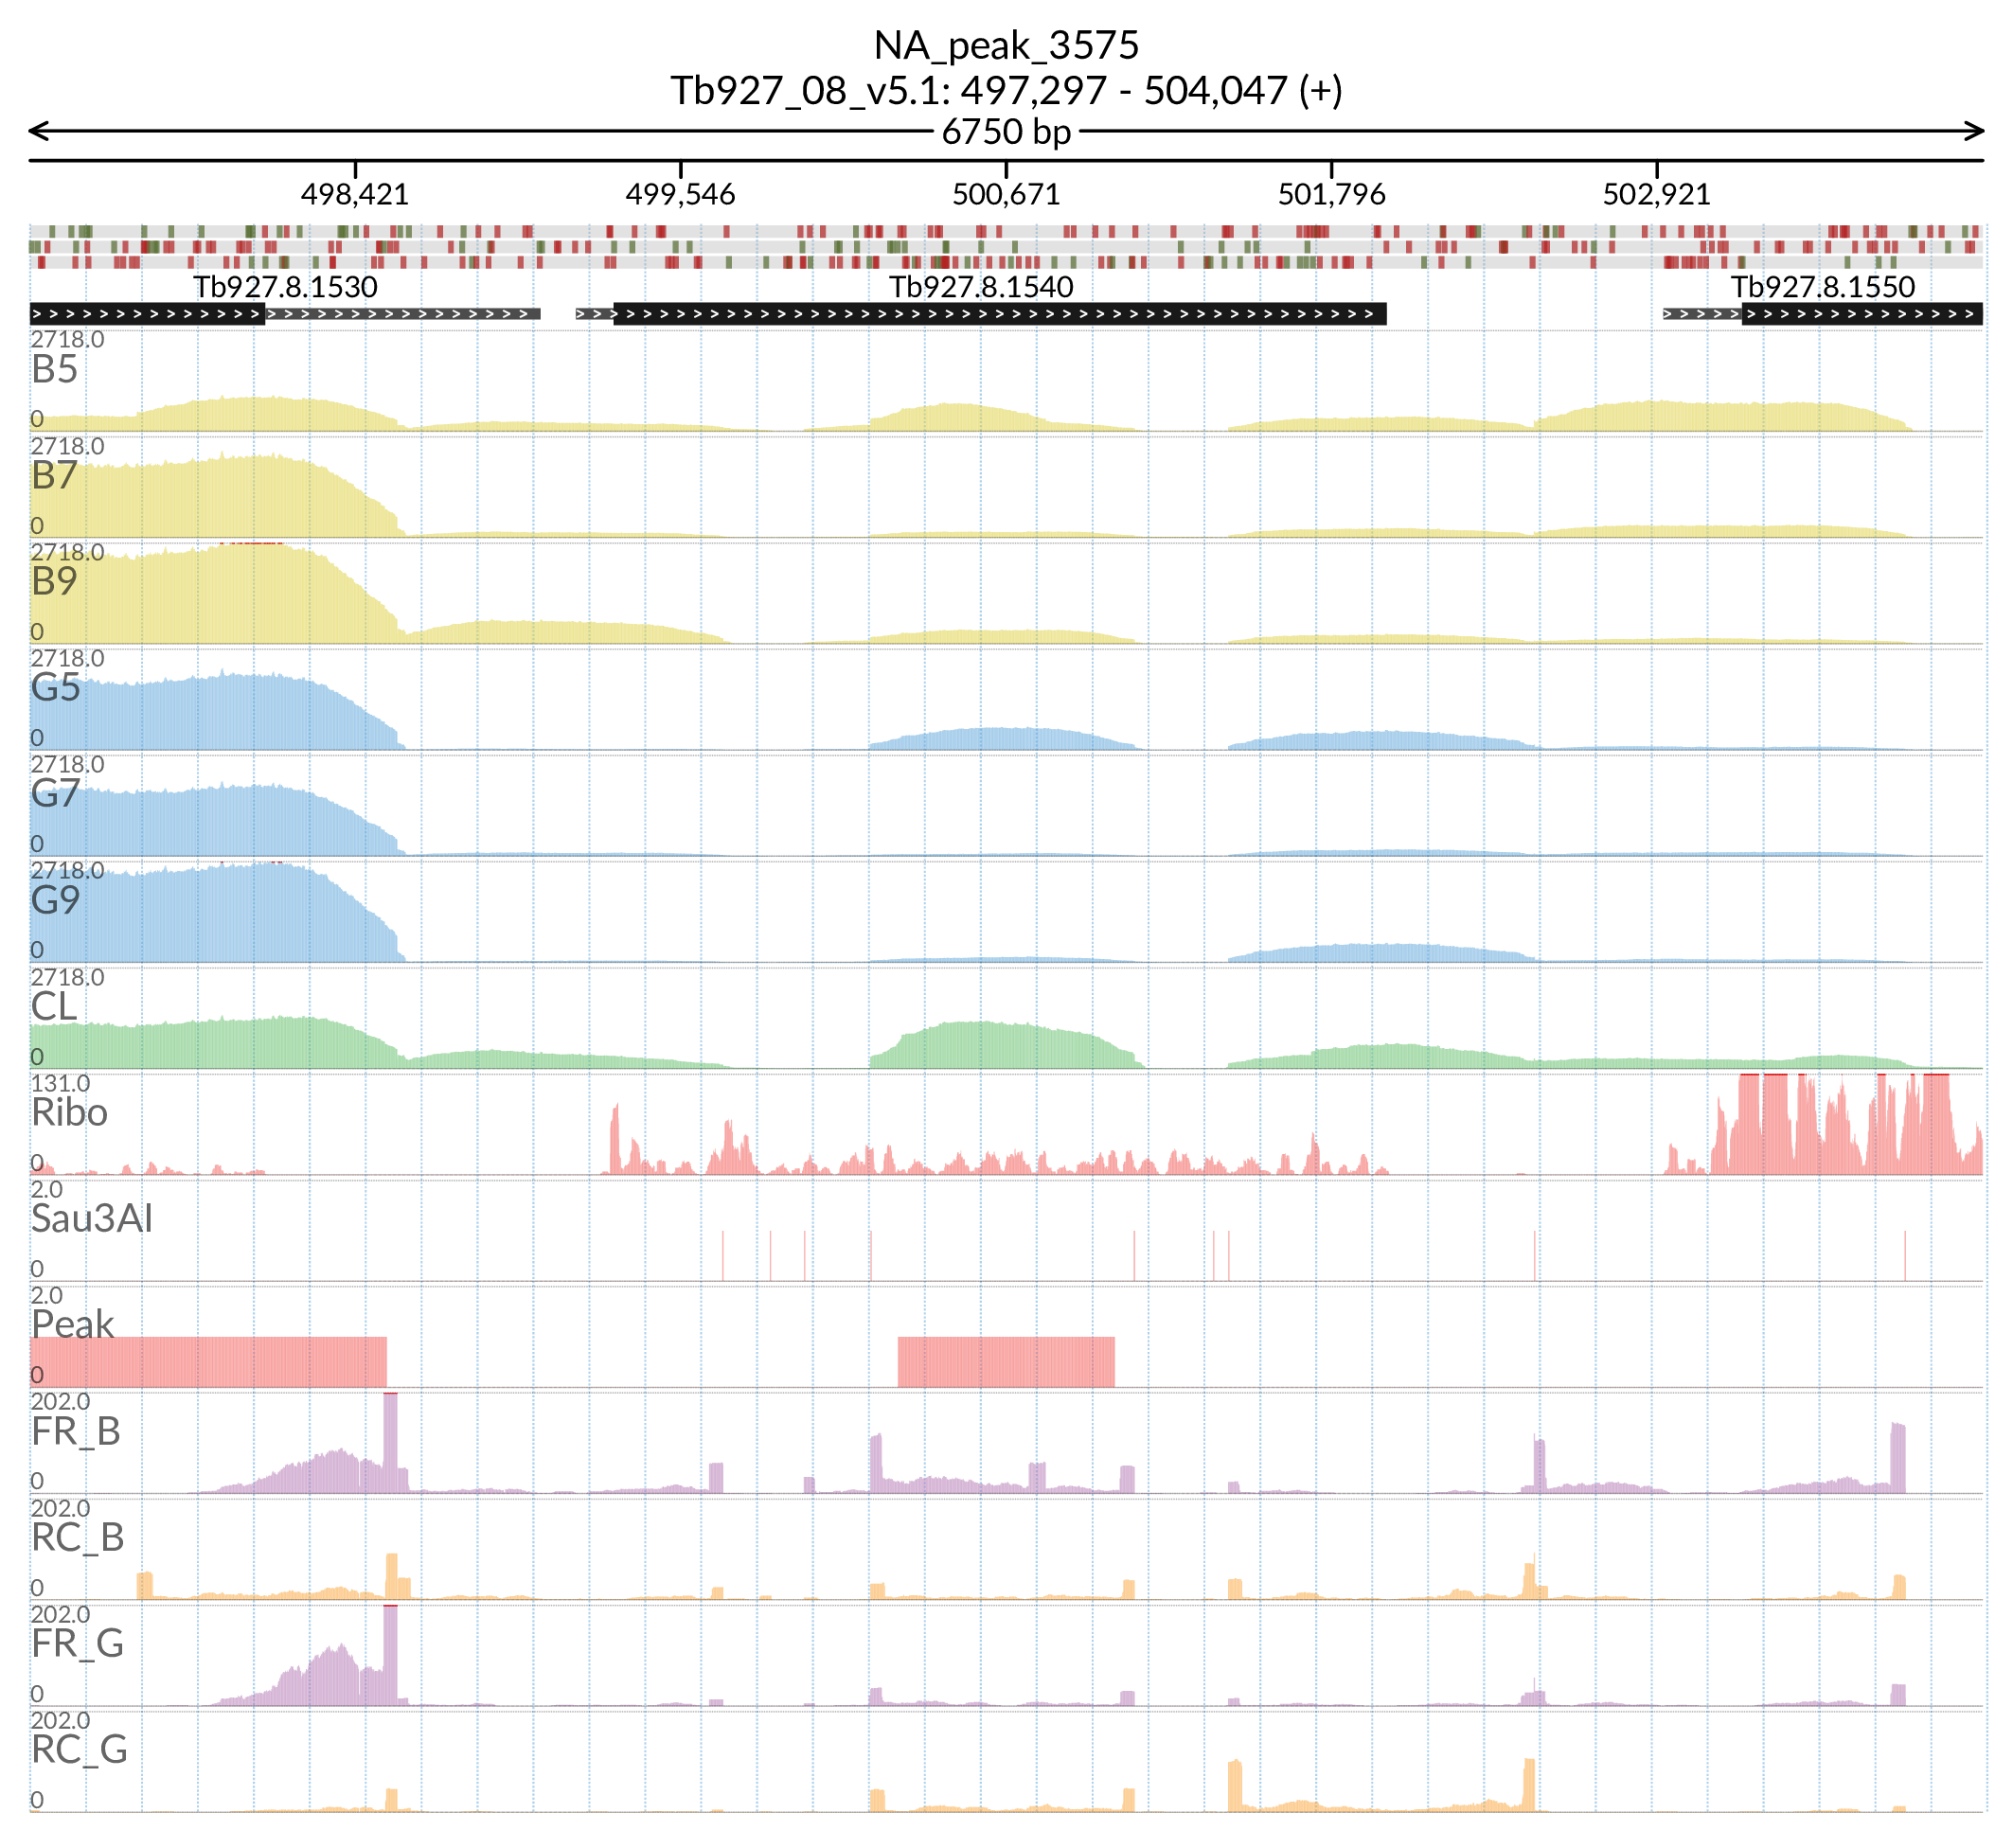 NA_peak_3575
Tb927_08_v5.1: 497,297 - 504,047 (+)
6750 bp
498,421 499,546 500,671 501,796 502,921
Tb927.8.1530 Tb927.8.1540 Tb927.8.1550
2718.0
B5
0
2718.0
B7
0
2718.0
B9
0
2718.0
G5
0
2718.0
G7
0
2718.0
G9
0
2718.0
CL
0
131.0
Ribo
0
2.0
Sau3AI
0
2.0
Peak
0
202.0
FR_B
0
202.0
RC_B
0
202.0
FR_G
0
202.0
RC_G
0